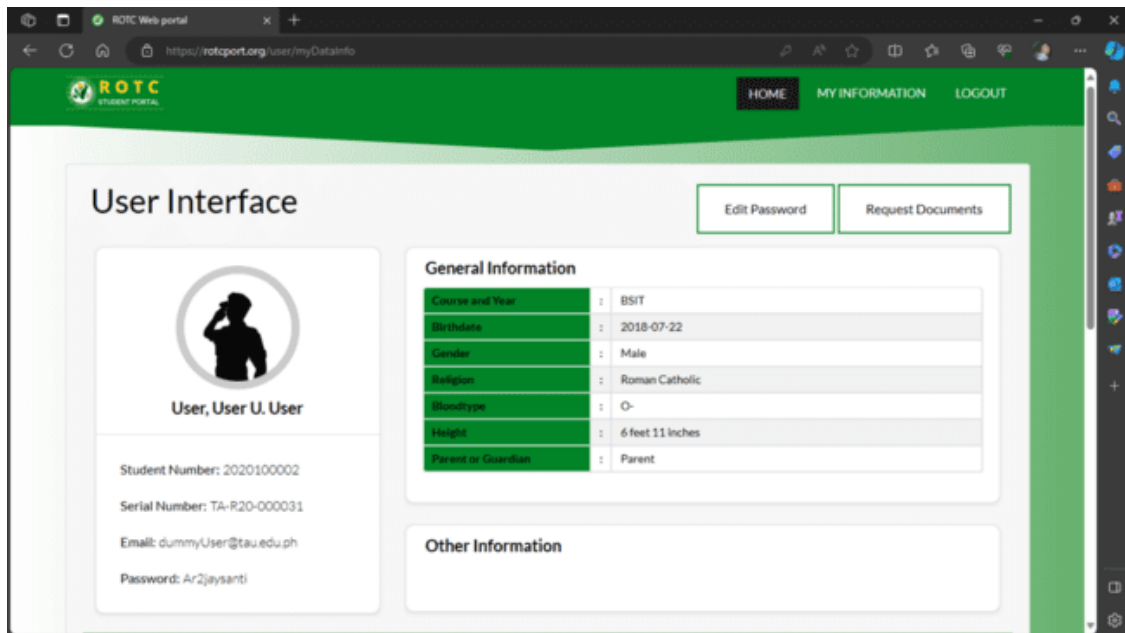 ROTC Web portal
https://rotcport.org/user/myDataInfo
ROTC
STUDENT PORTAL
HOME MY INFORMATION LOGOUT
User Interface
Edit Password Request Documents
User, User U. User
Student Number: 2020100002
Serial Number: TA-R20-000031
Email: dummyUser@tau.edu.ph
Password: Ar2jaysanti
General Information
Course and Year : BSIT
Birthdate : 2018-07-22
Gender : Male
Religion : Roman Catholic
Bloodtype : O-
Height : 6 feet 11 inches
Parent or Guardian : Parent
Other Information